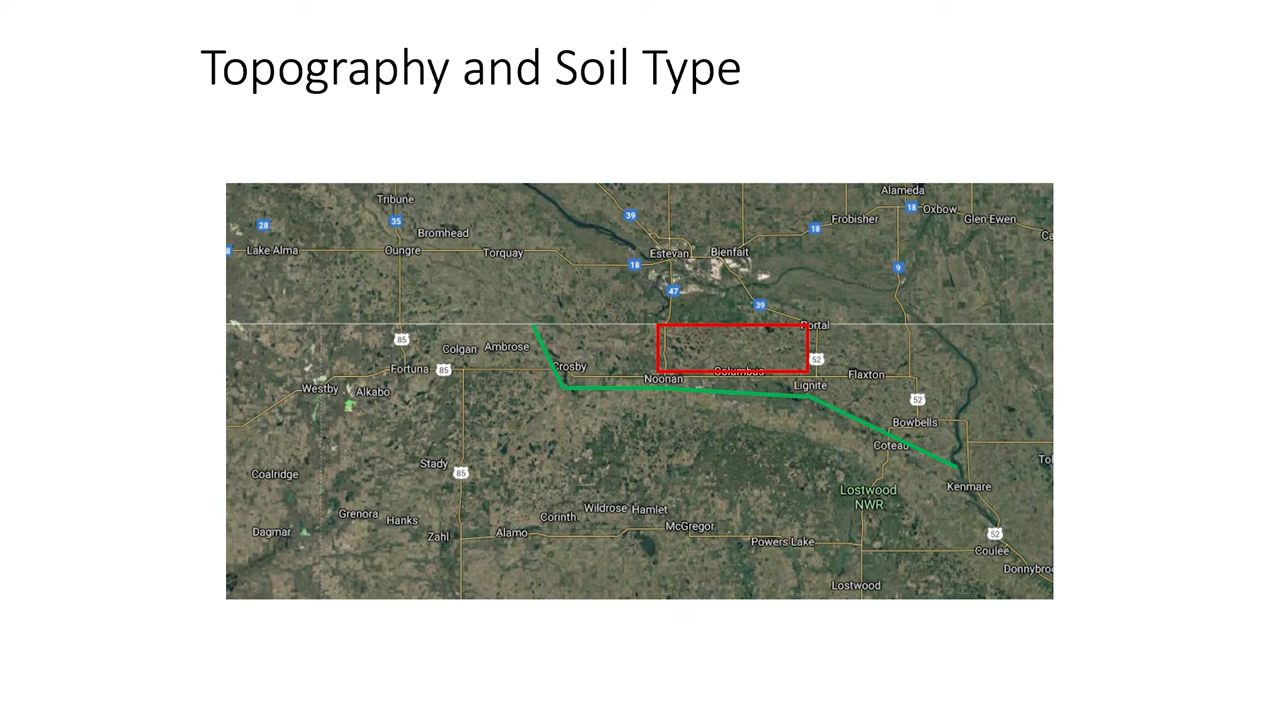 Topography and Soil Type
Tribune
Alameda
28
35
39
18
Oxbow
Frobisher
Glen Ewen
Bromhead
18
8
Lake Alma
Oungre
Torquay
Estevan
Bienfait
18
9
47
39
Portal
85
Colgan
Ambrose
52
Fortuna
85
Crosby
Noonan
Columbus
Flaxton
Westby
Alkabo
Lignite
52
Bowbells
Coteau
Stady
85
Coalridge
Kenmare
Lostwood
NWR
Grenora
Hanks
Corinth
Wildrose
Hamlet
McGregor
Dagmar
Zahl
Alamo
Powers Lake
52
Coulee
Lostwood